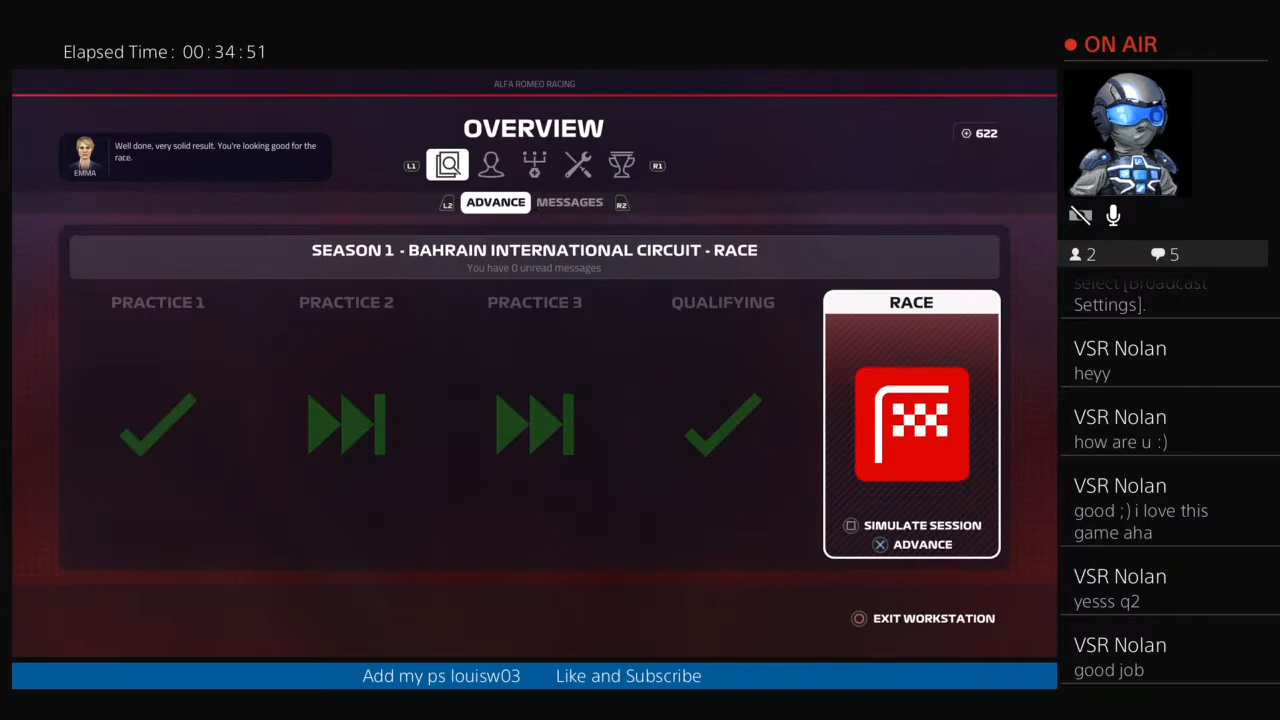 Elapsed Time: 00:34:51
ON AIR
ALFA ROMEO RACING
OVERVIEW
622
Well done, very solid result. You're looking good for the
race.
EMMA
L1
R1
L2
ADVANCE
MESSAGES
R2
SEASON 1 - BAHRAIN INTERNATIONAL CIRCUIT - RACE
You have 0 unread messages
PRACTICE 1
PRACTICE 2
PRACTICE 3
QUALIFYING
RACE
SIMULATE SESSION
ADVANCE
EXIT WORKSTATION
Add my ps louisw03
Like and Subscribe
2
5
select [Broadcast
Settings].
VSR Nolan
heyy
VSR Nolan
how are u :)
VSR Nolan
good ;) i love this
game aha
VSR Nolan
yesss q2
VSR Nolan
good job